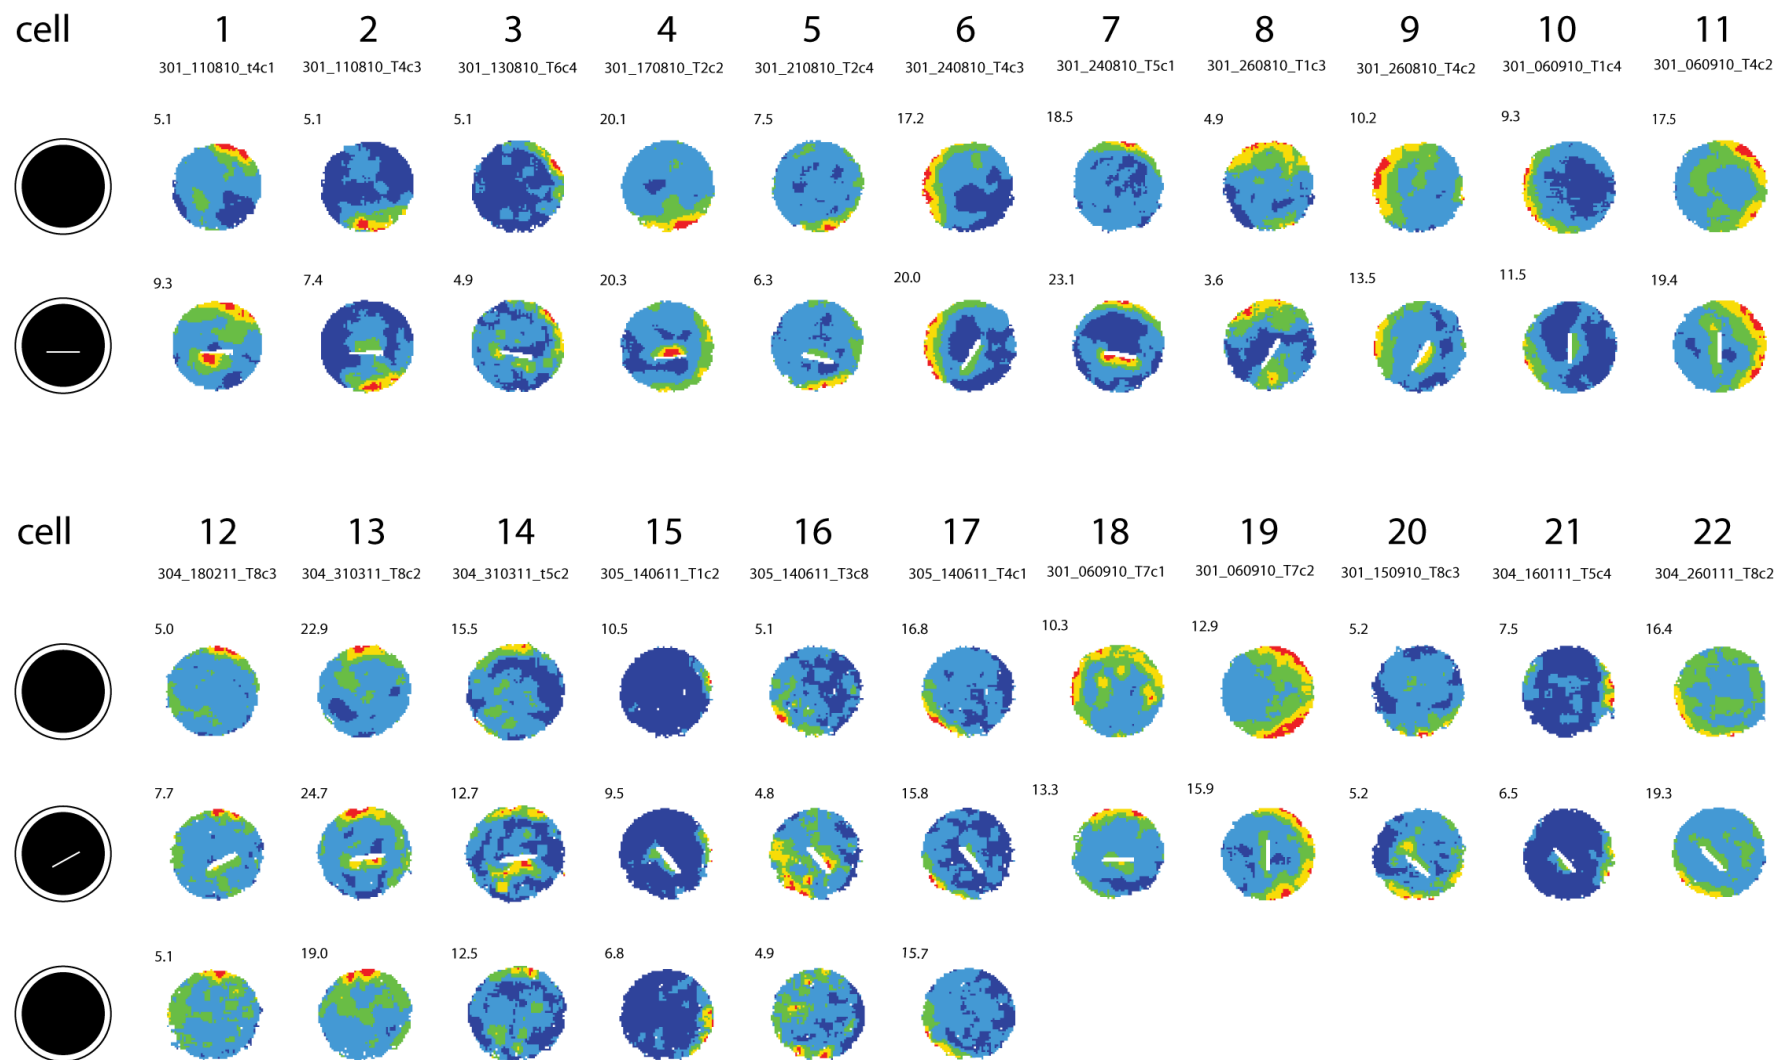 cell 1 2 3 4 5 6 7 8 9 10 11
301_110810_t4c1 301_110810_T4c3 301_130810_T6c4 301_170810_T2c2 301_210810_T2c4 301_240810_T4c3 301_240810_T5c1 301_260810_T1c3 301_260810_T4c2 301_060910_T1c4 301_060910_T4c2
5.1 5.1 5.1 20.1 7.5 17.2 18.5 4.9 10.2 9.3 17.5
9.3 7.4 4.9 20.3 6.3 20.0 23.1 3.6 13.5 11.5 19.4
cell 12 13 14 15 16 17 18 19 20 21 22
304_180211_T8c3 304_310311_T8c2 304_310311_t5c2 305_140611_T1c2 305_140611_T3c8 305_140611_T4c1 301_060910_T7c1 301_060910_T7c2 301_150910_T8c3 304_160111_T5c4 304_260111_T8c2
5.0 22.9 15.5 10.5 5.1 16.8 10.3 12.9 5.2 7.5 16.4
7.7 24.7 12.7 9.5 4.8 15.8 13.3 15.9 5.2 6.5 19.3
5.1 19.0 12.5 6.8 4.9 15.7